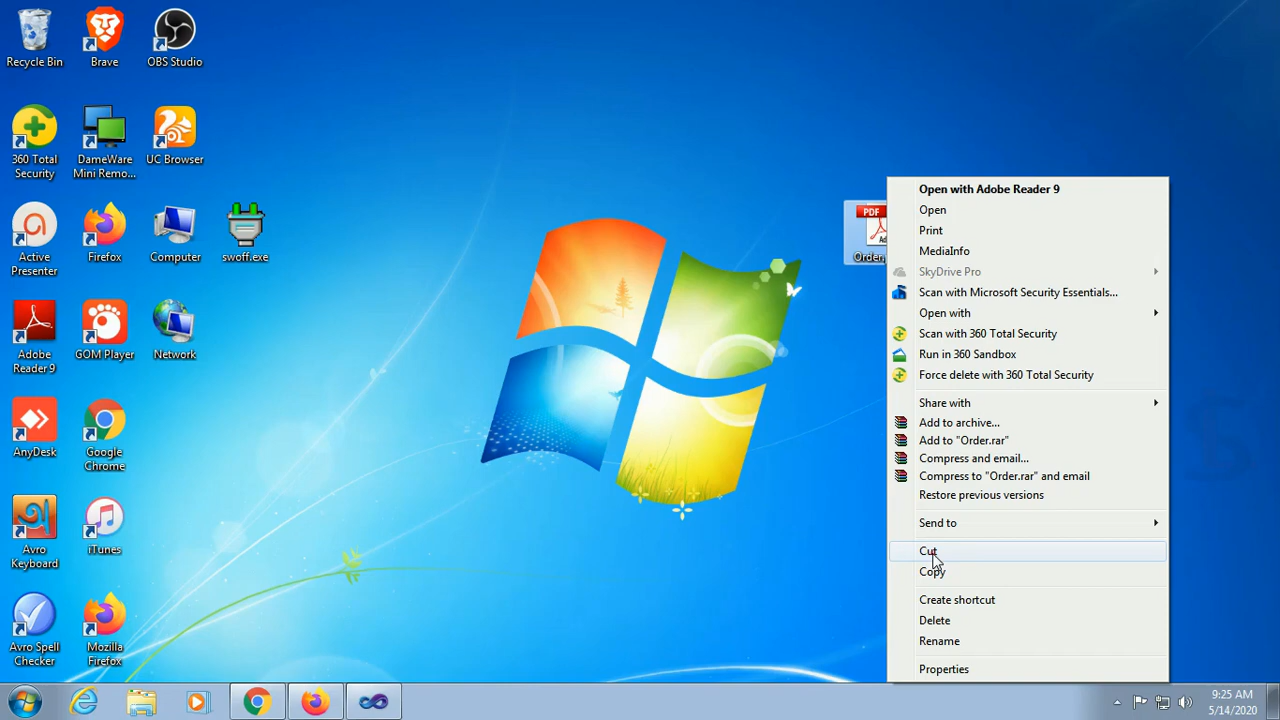 Recycle Bin
Brave
OBS Studio
360 Total
Security
DameWare
Mini Remo...
UC Browser
Active
Presenter
Firefox
Computer
swoff.exe
Adobe
Reader 9
GOM Player
Network
AnyDesk
Google
Chrome
Avro
Keyboard
iTunes
Avro Spell
Checker
Mozilla
Firefox
PDF
Ad
Order.
Open with Adobe Reader 9
Open
Print
MediaInfo
SkyDrive Pro
Scan with Microsoft Security Essentials...
Open with
Scan with 360 Total Security
Run in 360 Sandbox
Force delete with 360 Total Security
Share with
Add to archive...
Add to "Order.rar"
Compress and email...
Compress to "Order.rar" and email
Restore previous versions
Send to
Cut
Copy
Create shortcut
Delete
Rename
Properties
9:25 AM
5/14/2020